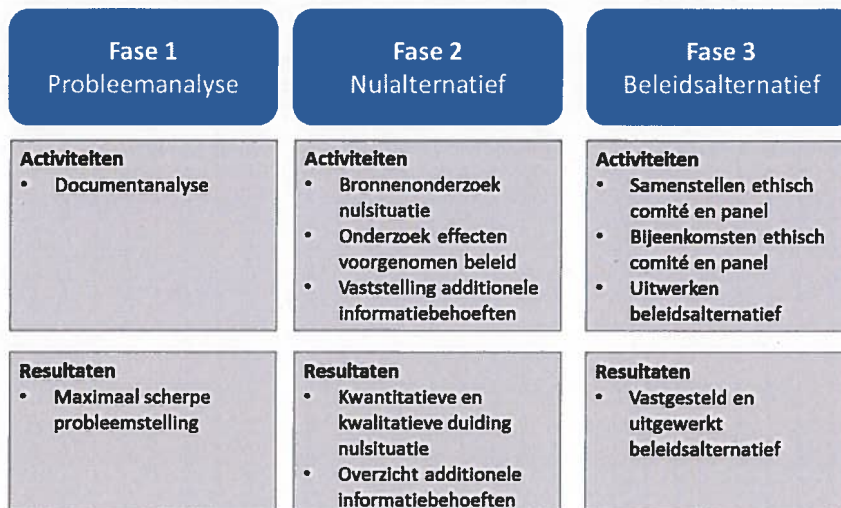 Fase 1
Probleemanalyse
Fase 2
Nulalternatief
Fase 3
Beleidsalternatief
Activiteiten
• Documentanalyse
Activiteiten
• Bronnenonderzoek
nulsituatie
• Onderzoek effecten
voorgenomen beleid
• Vaststelling additionele
informatiebehoeften
Activiteiten
• Samenstellen ethisch
comité en panel
• Bijeenkomsten ethisch
comité en panel
• Uitwerken
beleidsalternatief
Resultaten
• Maximaal scherpe
probleemstelling
Resultaten
• Kwantitatieve en
kwalitatieve duiding
nulsituatie
• Overzicht additionele
informatiebehoeften
Resultaten
• Vastgesteld en
uitgewerkt
beleidsalternatief